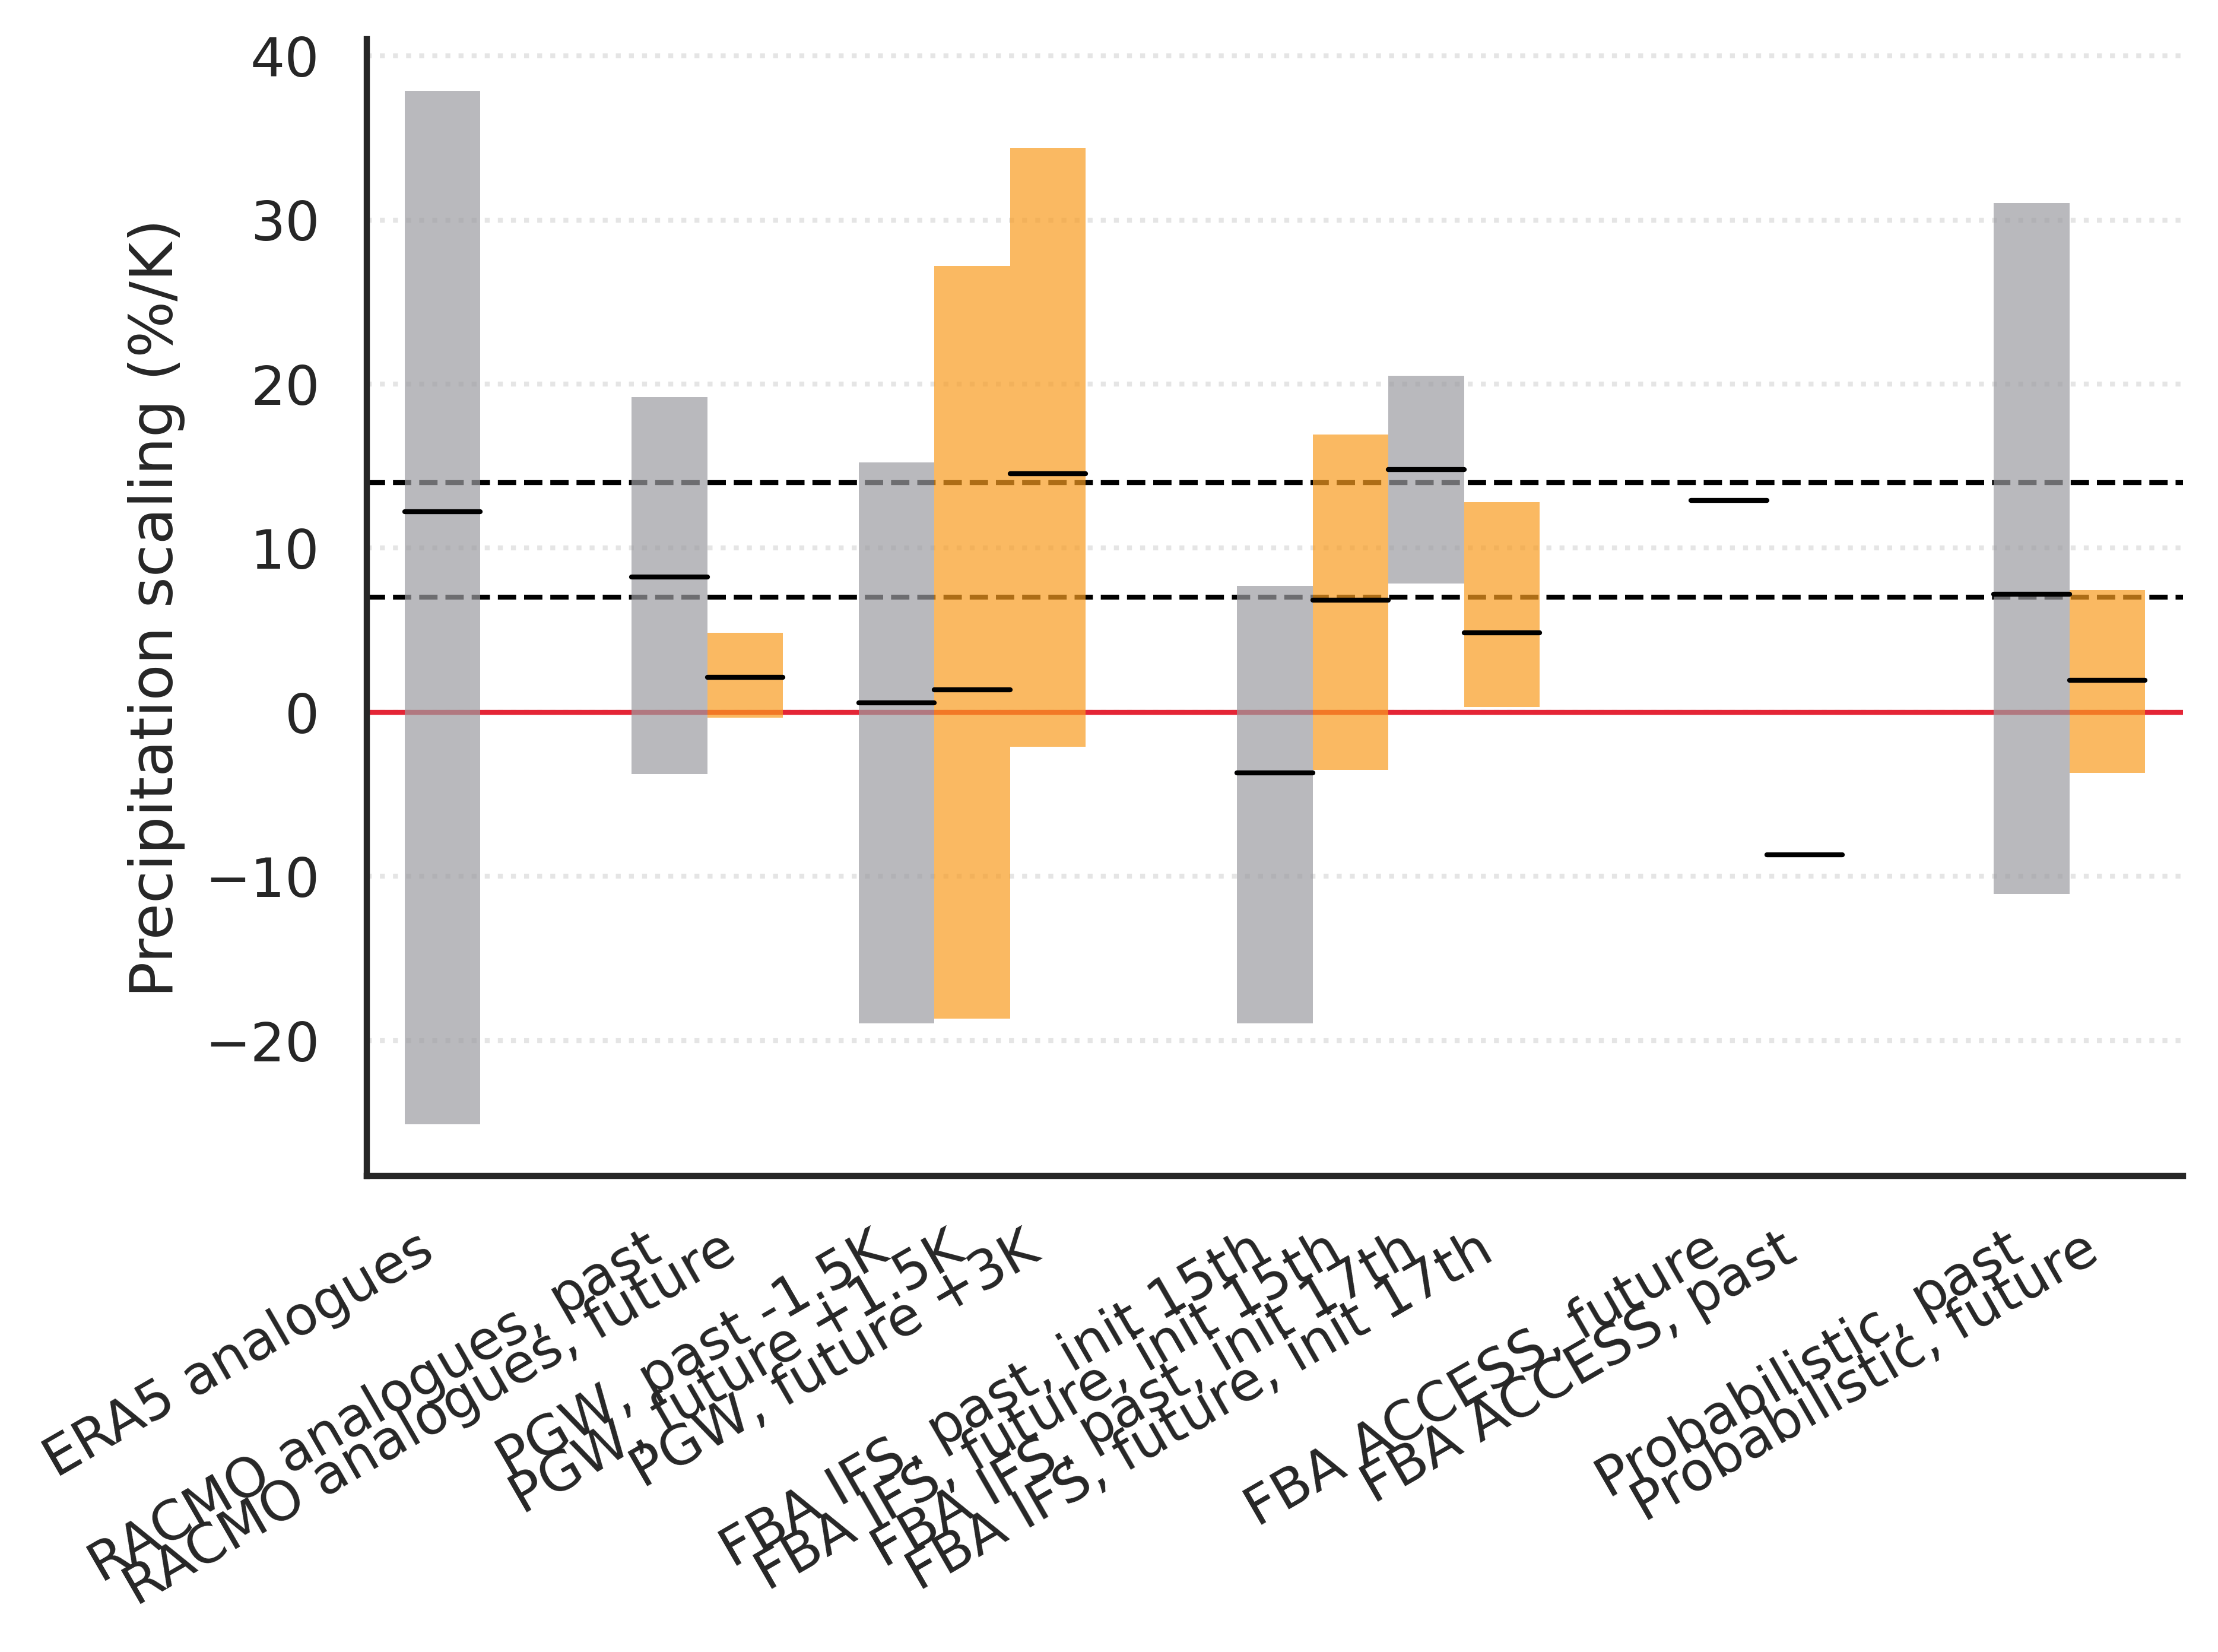 Precipitation scaling (%/K)
40
30
20
10
0
−10
−20
ERA5 analogues
RACMO analogues, past
RACMO analogues, future
PGW, past -1.5K
PGW, future +1.5K
PGW, future +3K
FBA IFS, past, init 15th
FBA IFS, future, init 15th
FBA IFS, past, init 17th
FBA IFS, future, init 17th
FBA ACCESS, future
FBA ACCESS, past
Probabilistic, past
Probabilistic, future